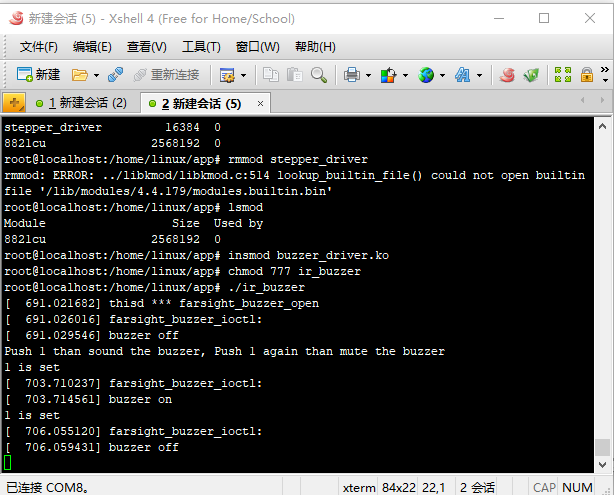 新建会话 (5) - Xshell 4 (Free for Home/School)
文件(F) 编辑(E) 查看(V) 工具(T) 窗口(W) 帮助(H)
新建 重新连接
1 新建会话 (2) 2 新建会话 (5)
stepper_driver 16384 0
8821cu 2568192 0
root@localhost:/home/linux/app# rmmod stepper_driver
rmmod: ERROR: ../libkmod/libkmod.c:514 lookup_builtin_file() could not open builtin
file '/lib/modules/4.4.179/modules.builtin.bin'
root@localhost:/home/linux/app# lsmod
Module Size Used by
8821cu 2568192 0
root@localhost:/home/linux/app# insmod buzzer_driver.ko
root@localhost:/home/linux/app# chmod 777 ir_buzzer
root@localhost:/home/linux/app# ./ir_buzzer
[ 691.021682] thisd *** farsight_buzzer_open
[ 691.026016] farsight_buzzer_ioctl:
[ 691.029546] buzzer off
Push 1 than sound the buzzer, Push 1 again than mute the buzzer
1 is set
[ 703.710237] farsight_buzzer_ioctl:
[ 703.714561] buzzer on
1 is set
[ 706.055120] farsight_buzzer_ioctl:
[ 706.059431] buzzer off
已连接 COM8。 xterm 84x22 22,1 2 会话 CAP NUM